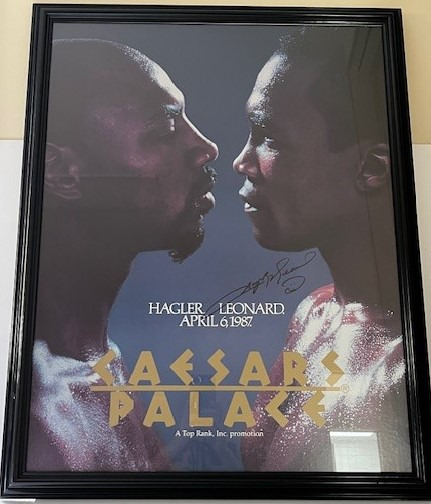 HAGLER LEONARD.
APRIL 6, 1987.
CAESARS
PALACE®
A Top Rank, Inc. promotion